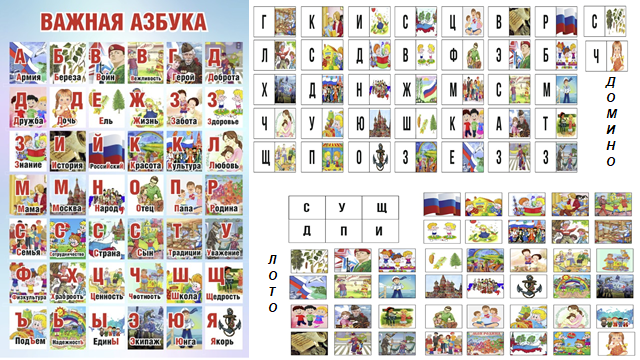 ВАЖНАЯ АЗБУКА
А Б В В Г Д
Армия Береза Воин Вежливость Герой Доброта
Д Д Е Ж З З
Дружба Дочь Ель Жизнь Забота Здоровье
З И Й К К Л
Знание История Российский Красота Культура Любовь
М М Н О П Р
Мама Москва Народ Отец Папа Родина
С С С С Т У
Семья Сотрудничество Страна Сын Традиции Уважение
Ф Х Ц Ч Ш Щ
Физкультура Храбрость Ценность Честность Школа Щедрость
Ъ Ь Ы Э Ю Я
ПодЪем НадежностЬ ЕдинЫ Экипаж Юнга Якорь
Г К И С Ц В Р С
Л С Д В Ф Э Б Ч
Х Д Н Ж М С М
Ч У Ю Ш К А Т
Щ П О З Е З З
ДОМИНО
С У Щ
Д П И
ЛОТО